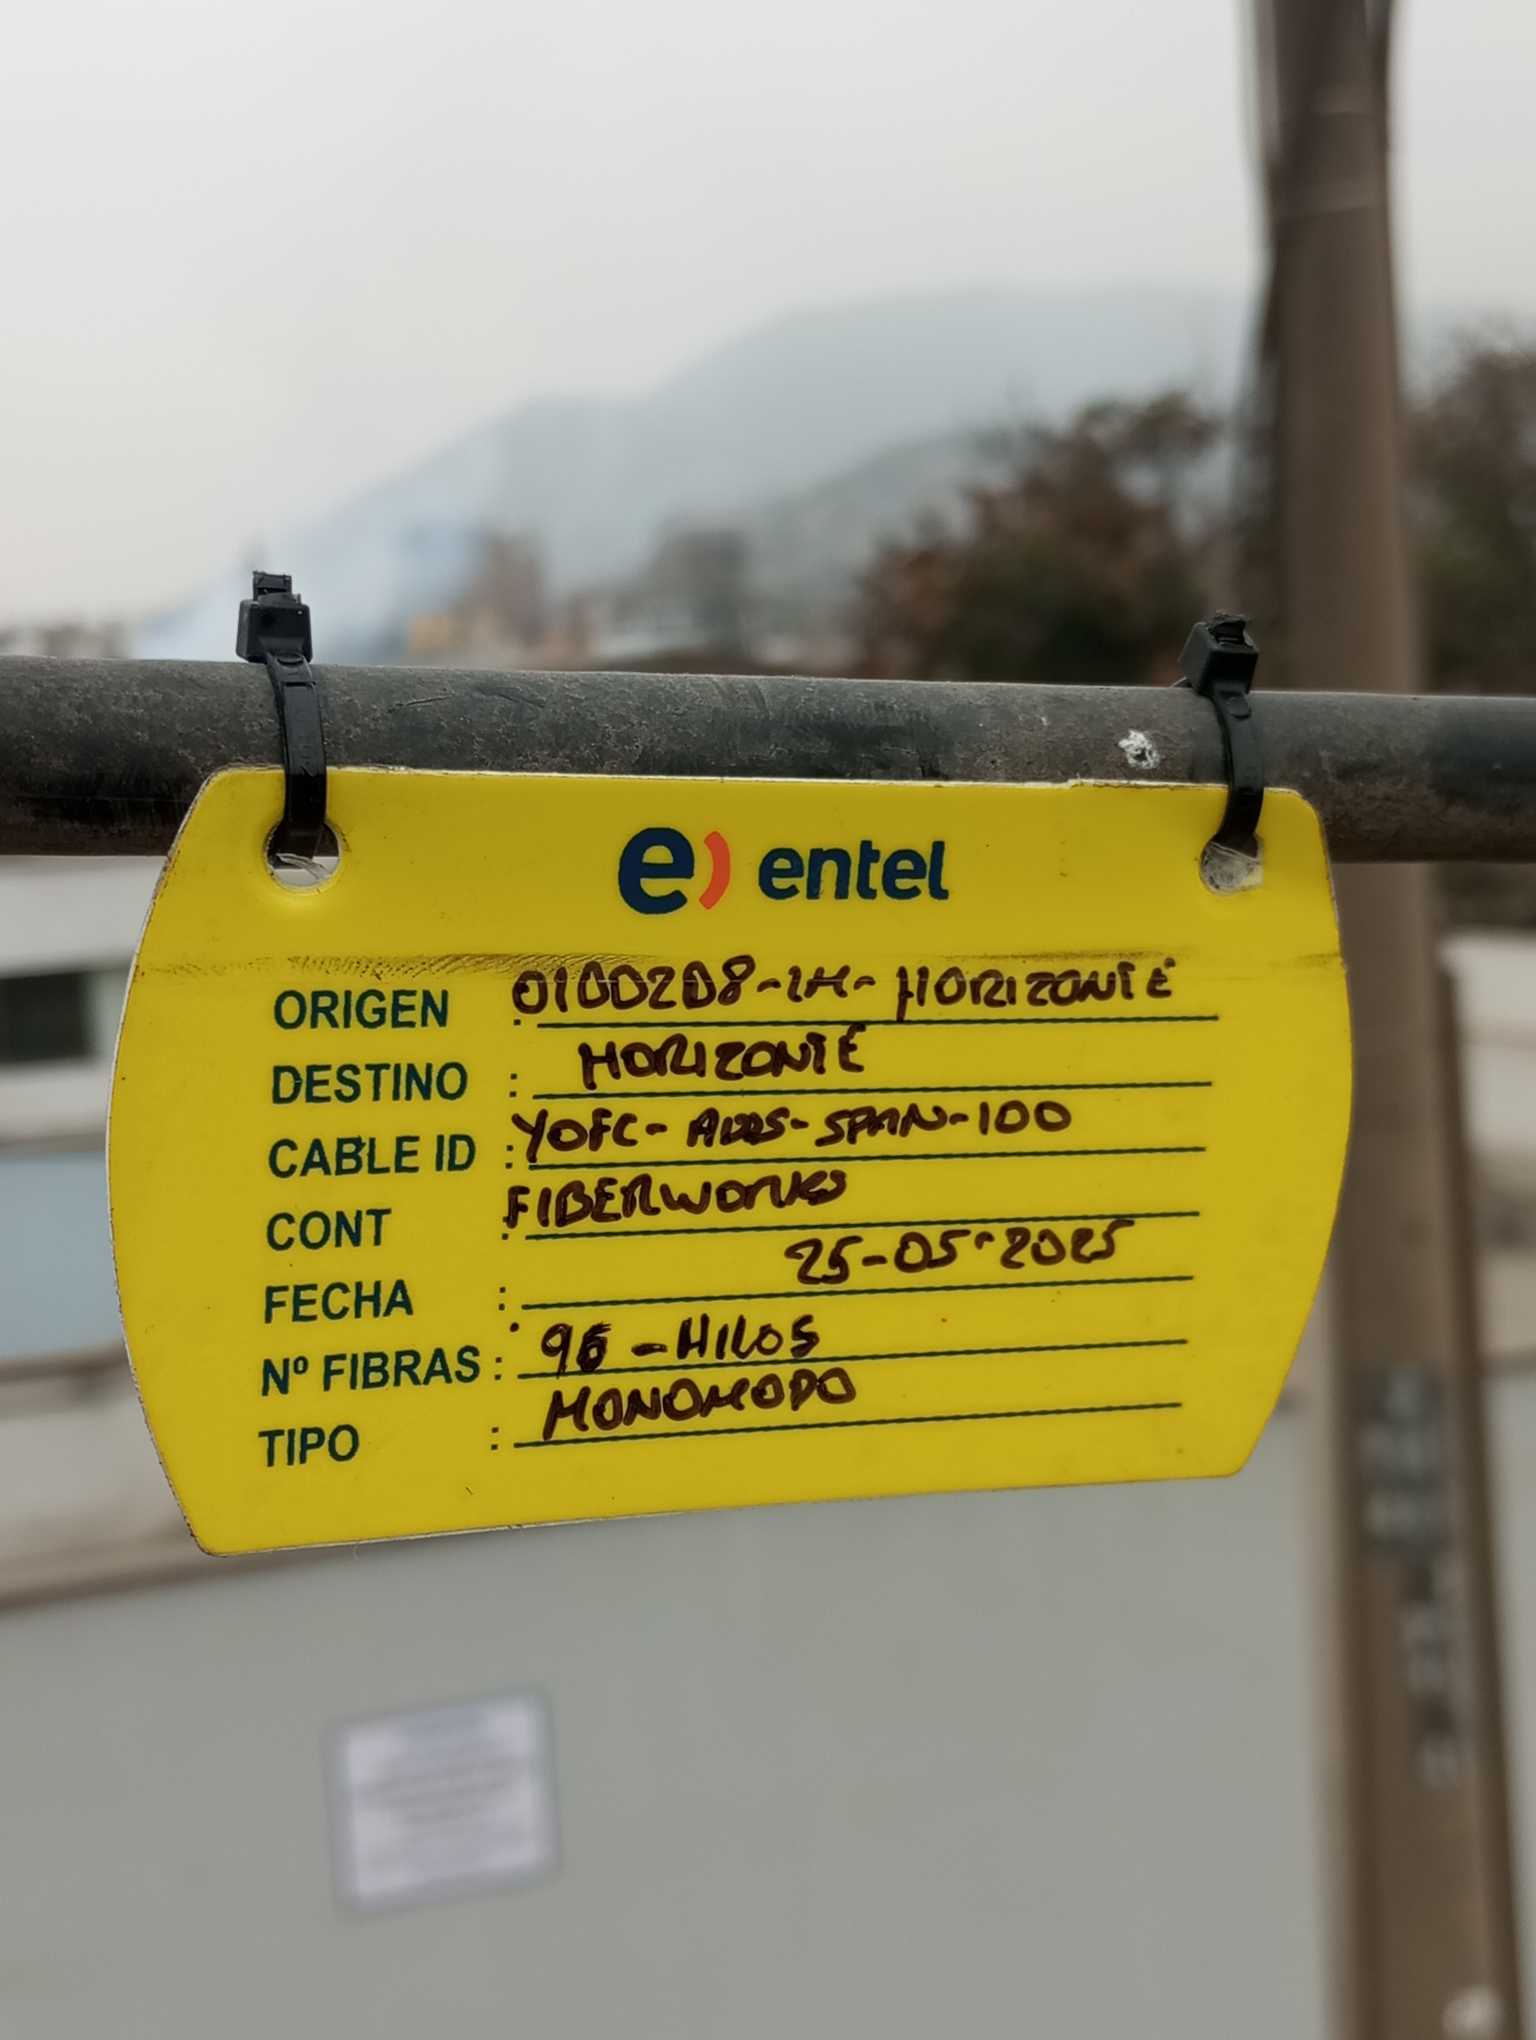 e) entel
ORIGEN : 0100208-LH-HORIZONTE
DESTINO : HORIZONTE
CABLE ID : YOFC-ADSS-SPAN-100
CONT : FIBERWORKS
FECHA : 25-05-2025
Nº FIBRAS : 96-HILOS
TIPO : MONOMODO